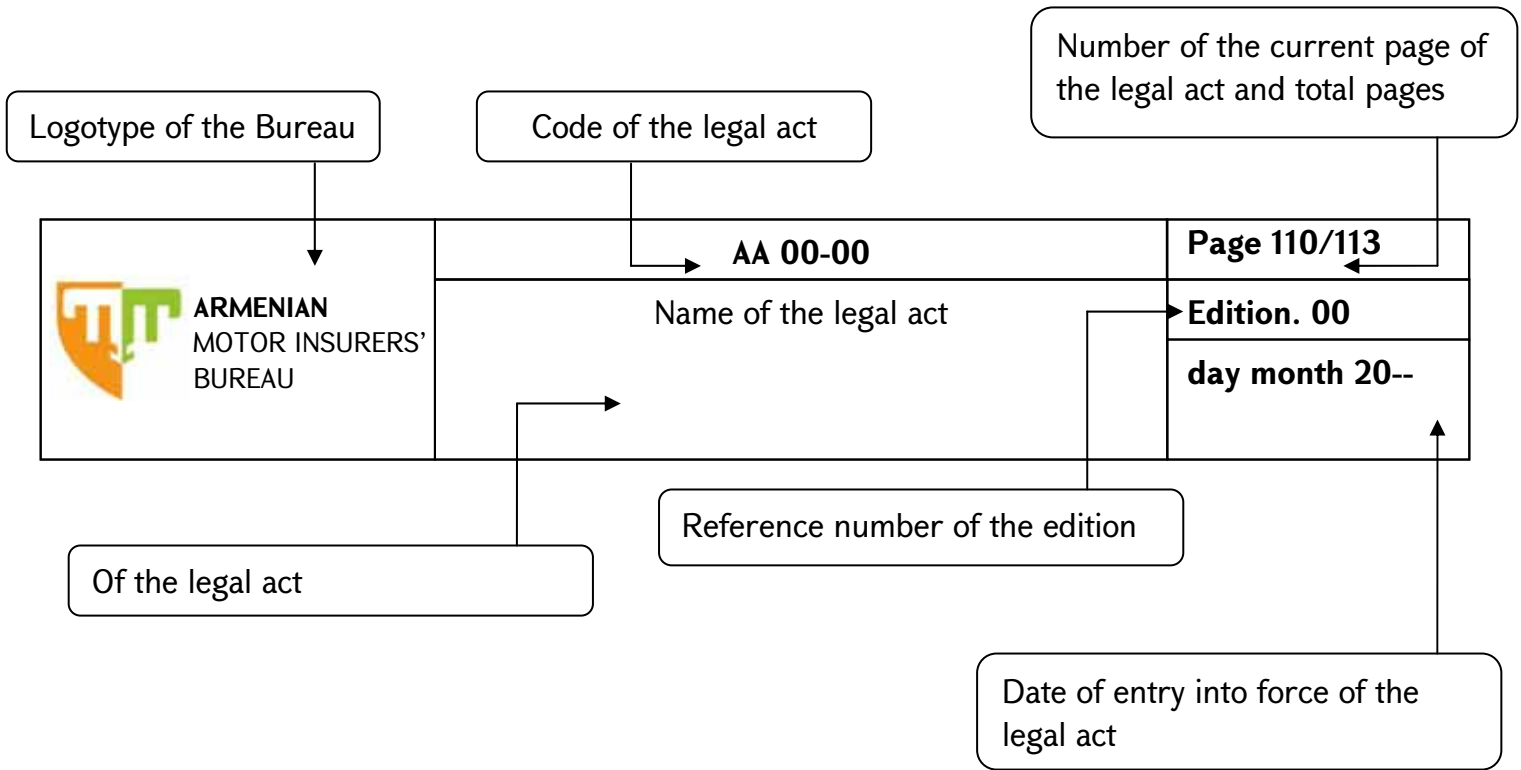 Number of the current page of
the legal act and total pages
Logotype of the Bureau
Code of the legal act
AA 00-00
Page 110/113
ARMENIAN
MOTOR INSURERS’
BUREAU
Name of the legal act
Edition. 00
day month 20--
Reference number of the edition
Of the legal act
Date of entry into force of the
legal act